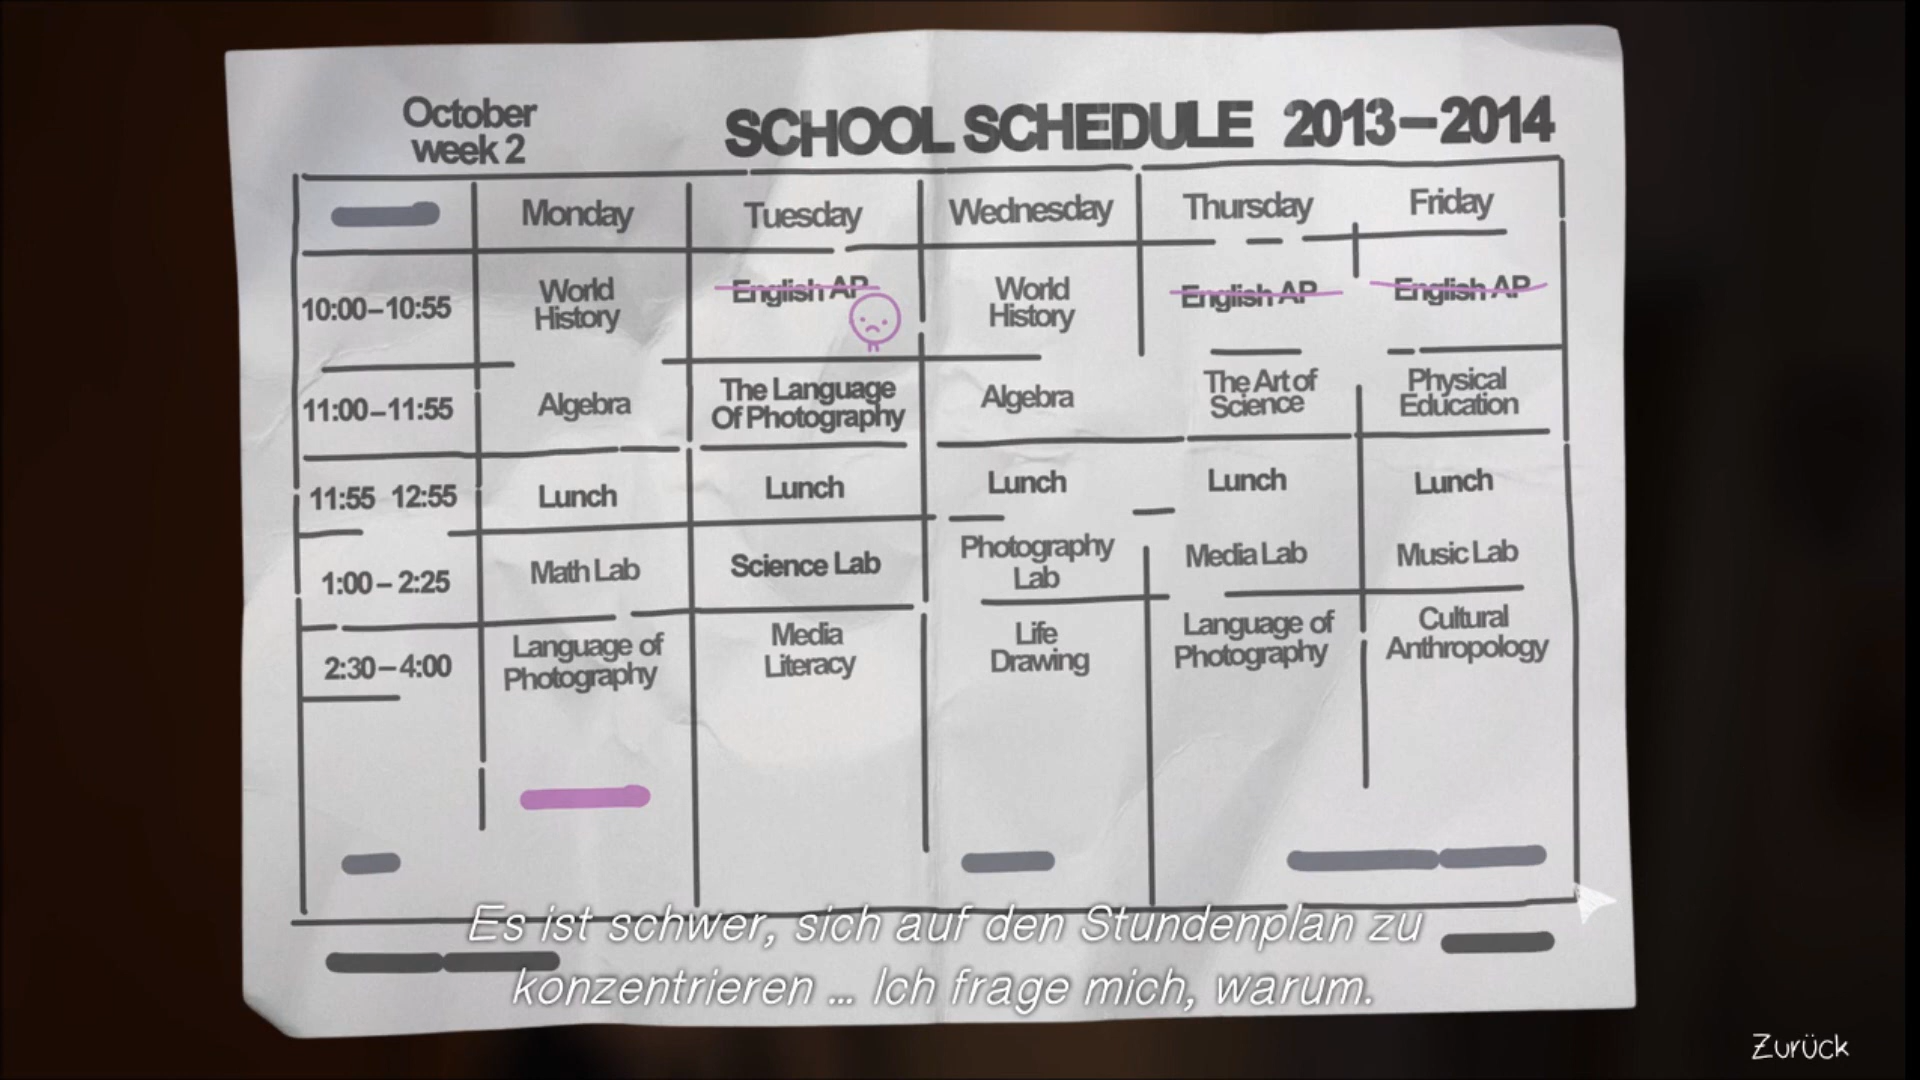 October
week 2
SCHOOL SCHEDULE 2013–2014
Monday Tuesday Wednesday Thursday Friday
10:00–10:55
World
History
English AP
World
History
English AP
English AP
11:00–11:55
Algebra
The Language
Of Photography
Algebra
The Art of
Science
Physical
Education
11:55 12:55
Lunch
Lunch
Lunch
Lunch
Lunch
1:00–2:25
Math Lab
Science Lab
Photography
Lab
Media Lab
Music Lab
2:30–4:00
Language of
Photography
Media
Literacy
Life
Drawing
Language of
Photography
Cultural
Anthropology
Es ist schwer, sich auf den Stundenplan zu
konzentrieren ... Ich frage mich, warum.
Zurück